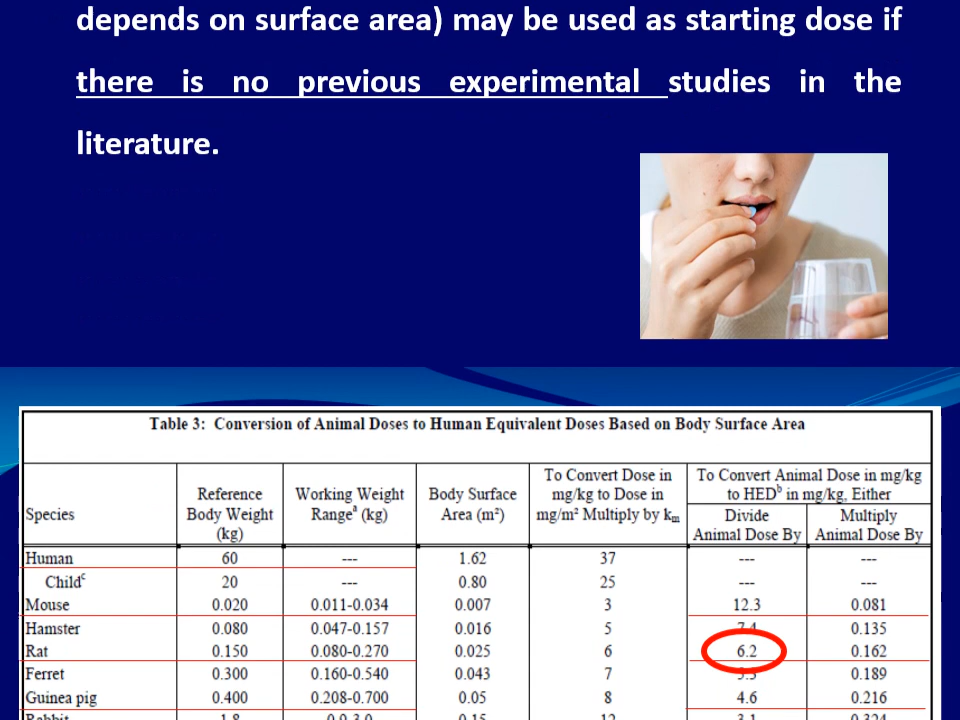 depends on surface area) may be used as starting dose if
there is no previous experimental studies in the
literature.
Table 3: Conversion of Animal Doses to Human Equivalent Doses Based on Body Surface Area
Species
Reference Body Weight (kg)
Working Weight Rangeᵃ (kg)
Body Surface Area (m²)
To Convert Dose in mg/kg to Dose in mg/m² Multiply by kₘ
To Convert Animal Dose in mg/kg to HEDᵇ in mg/kg, Either
Divide Animal Dose By
Multiply Animal Dose By
Human 60 --- 1.62 37 --- ---
Childᶜ 20 --- 0.80 25 --- ---
Mouse 0.020 0.011-0.034 0.007 3 12.3 0.081
Hamster 0.080 0.047-0.157 0.016 5 7.4 0.135
Rat 0.150 0.080-0.270 0.025 6 6.2 0.162
Ferret 0.300 0.160-0.540 0.043 7 5.3 0.189
Guinea pig 0.400 0.208-0.700 0.05 8 4.6 0.216
Rabbit 1.8 0.9-3.0 0.15 12 3.1 0.324